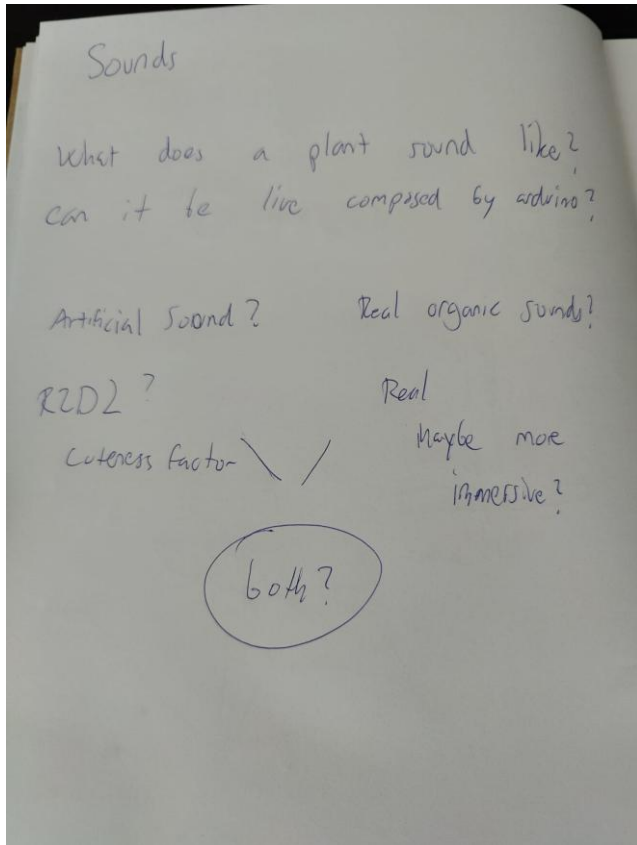 Sounds
What does a plant sound like?
can it be live composed by arduino?
Artificial Sound?
Real organic sounds?
R2D2?
Cuteness factor
Real
Maybe more
immersive?
both?